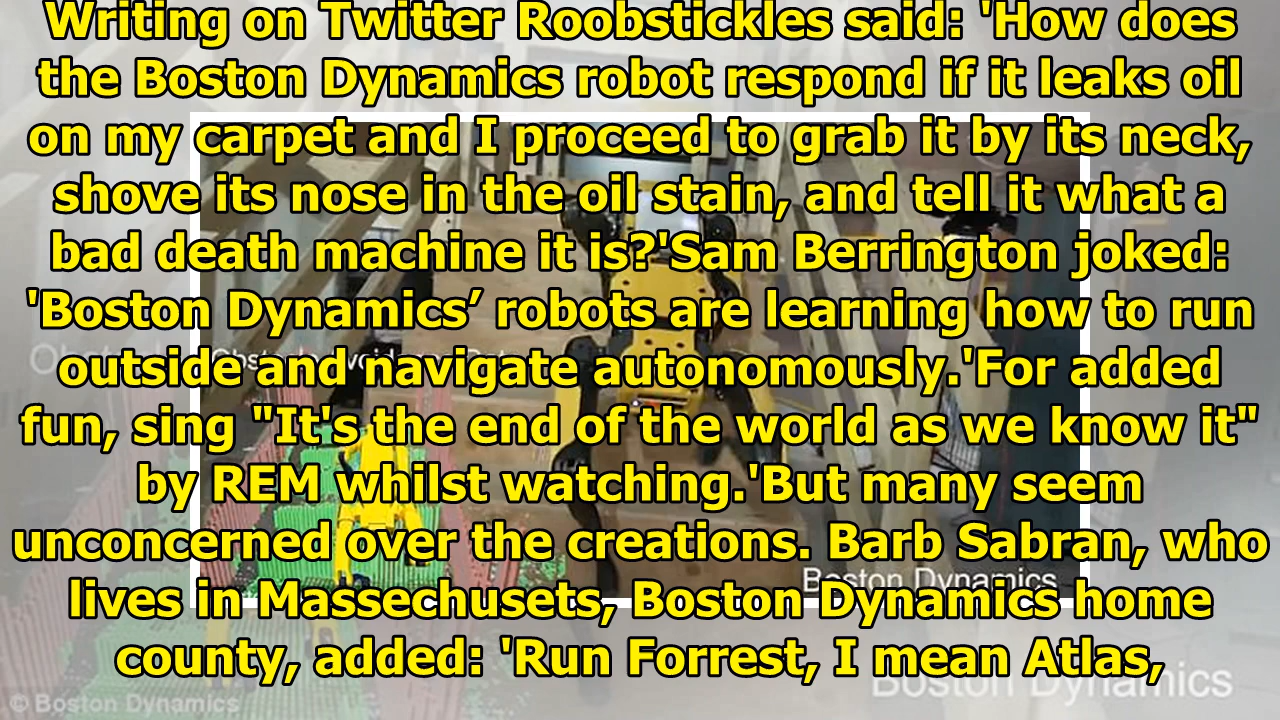 Writing on Twitter Roobstickles said: 'How does
the Boston Dynamics robot respond if it leaks oil
on my carpet and I proceed to grab it by its neck,
shove its nose in the oil stain, and tell it what a
bad death machine it is?'Sam Berrington joked:
'Boston Dynamics’ robots are learning how to run
outside and navigate autonomously.'For added
fun, sing "It's the end of the world as we know it"
by REM whilst watching.'But many seem
unconcerned over the creations. Barb Sabran, who
lives in Massechusets, Boston Dynamics home
county, added: 'Run Forrest, I mean Atlas,
Boston Dynamics
Boston Dynamics
© Boston Dynamics